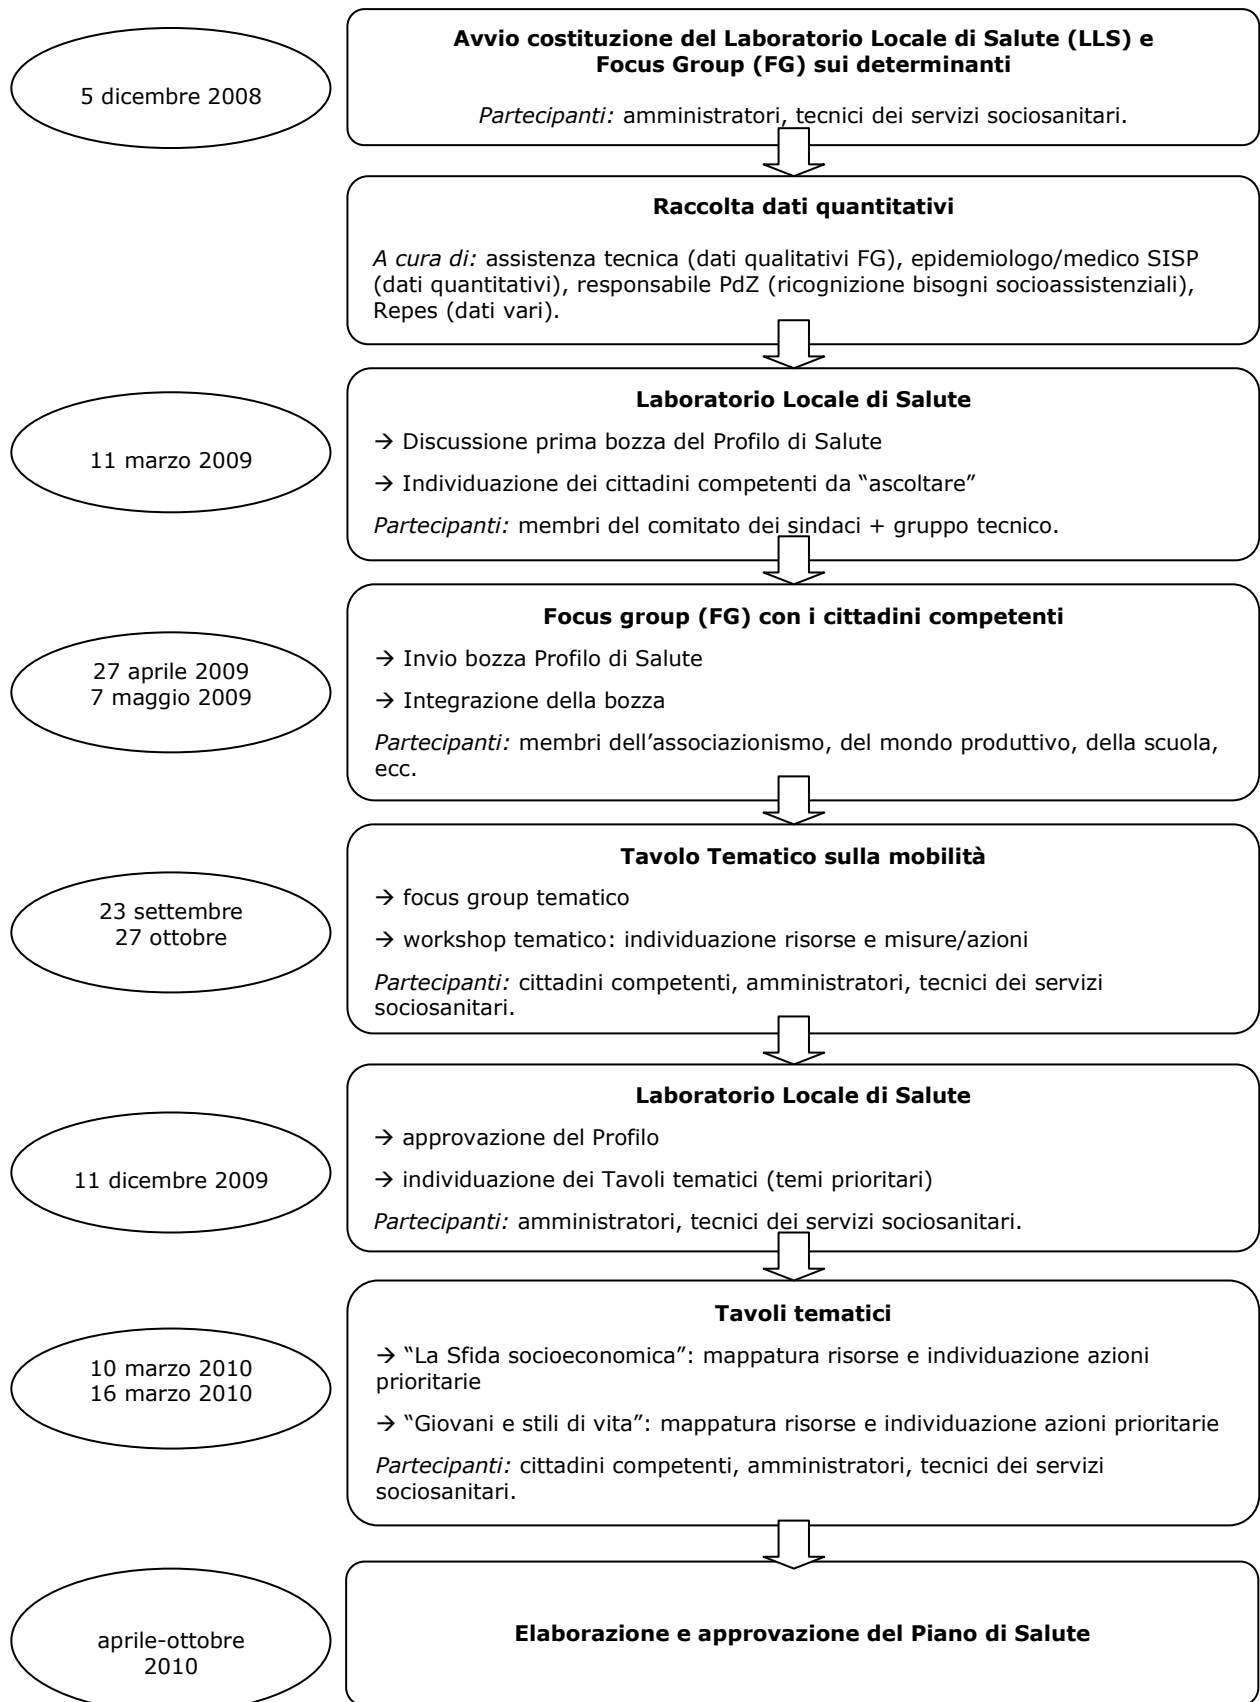 5 dicembre 2008
Avvio costituzione del Laboratorio Locale di Salute (LLS) e
Focus Group (FG) sui determinanti
Partecipanti: amministratori, tecnici dei servizi sociosanitari.
Raccolta dati quantitativi
A cura di: assistenza tecnica (dati qualitativi FG), epidemiologo/medico SISP
(dati quantitativi), responsabile PdZ (ricognizione bisogni socioassistenziali),
Repes (dati vari).
11 marzo 2009
Laboratorio Locale di Salute
→ Discussione prima bozza del Profilo di Salute
→ Individuazione dei cittadini competenti da “ascoltare”
Partecipanti: membri del comitato dei sindaci + gruppo tecnico.
27 aprile 2009
7 maggio 2009
Focus group (FG) con i cittadini competenti
→ Invio bozza Profilo di Salute
→ Integrazione della bozza
Partecipanti: membri dell’associazionismo, del mondo produttivo, della scuola,
ecc.
23 settembre
27 ottobre
Tavolo Tematico sulla mobilità
→ focus group tematico
→ workshop tematico: individuazione risorse e misure/azioni
Partecipanti: cittadini competenti, amministratori, tecnici dei servizi
sociosanitari.
11 dicembre 2009
Laboratorio Locale di Salute
→ approvazione del Profilo
→ individuazione dei Tavoli tematici (temi prioritari)
Partecipanti: amministratori, tecnici dei servizi sociosanitari.
10 marzo 2010
16 marzo 2010
Tavoli tematici
→ “La Sfida socioeconomica”: mappatura risorse e individuazione azioni
prioritarie
→ “Giovani e stili di vita”: mappatura risorse e individuazione azioni prioritarie
Partecipanti: cittadini competenti, amministratori, tecnici dei servizi
sociosanitari.
aprile-ottobre
2010
Elaborazione e approvazione del Piano di Salute